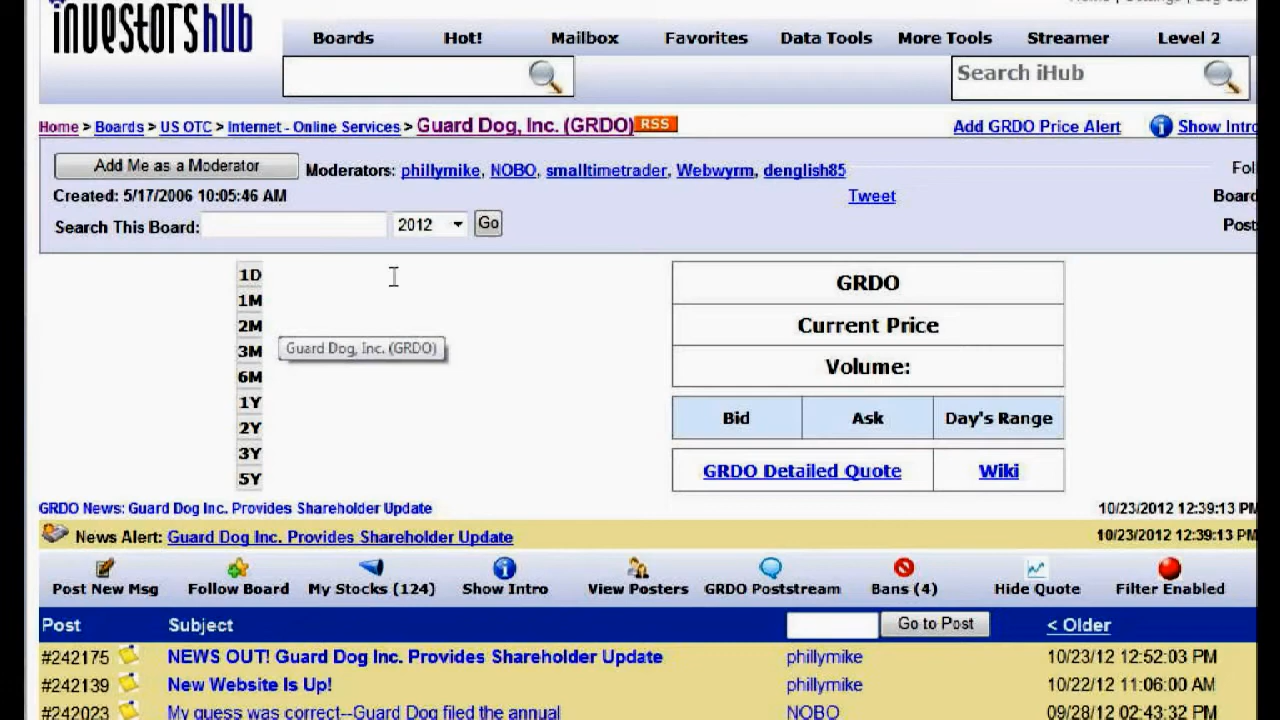 Home | Settings | Log Out
investorshub
Boards Hot! Mailbox Favorites Data Tools More Tools Streamer Level 2
Search iHub
Home > Boards > US OTC > Internet - Online Services > Guard Dog, Inc. (GRDO) RSS Add GRDO Price Alert Show Intro
Add Me as a Moderator Moderators: phillymike, NOBO, smalltimetrader, Webwyrm, denglish85 Fol
Created: 5/17/2006 10:05:46 AM Tweet Board
Search This Board: 2012 Go Post
1D
1M
2M
3M
6M
1Y
2Y
3Y
5Y
Guard Dog, Inc. (GRDO)
GRDO
Current Price
Volume:
Bid Ask Day's Range
GRDO Detailed Quote Wiki
GRDO News: Guard Dog Inc. Provides Shareholder Update 10/23/2012 12:39:13 PM
News Alert: Guard Dog Inc. Provides Shareholder Update 10/23/2012 12:39:13 PM
Post New Msg Follow Board My Stocks (124) Show Intro View Posters GRDO Poststream Bans (4) Hide Quote Filter Enabled
Post Subject Go to Post < Older
#242175 NEWS OUT! Guard Dog Inc. Provides Shareholder Update phillymike 10/23/12 12:52:03 PM
#242139 New Website Is Up! phillymike 10/22/12 11:06:00 AM
#242023 My guess was correct--Guard Dog filed the annual NOBO 09/28/12 02:43:32 PM